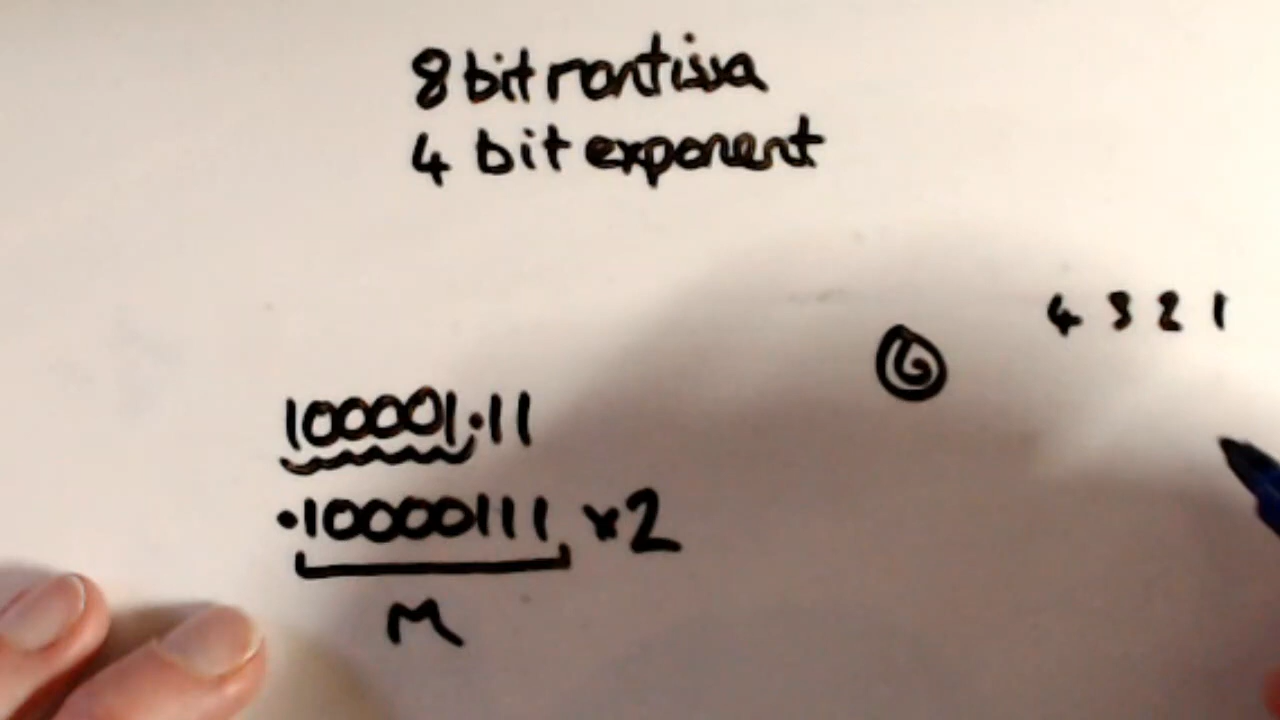 8 bit mantissa
4 bit exponent
4 3 2 1
6
100001.11
.10000111 x2
M